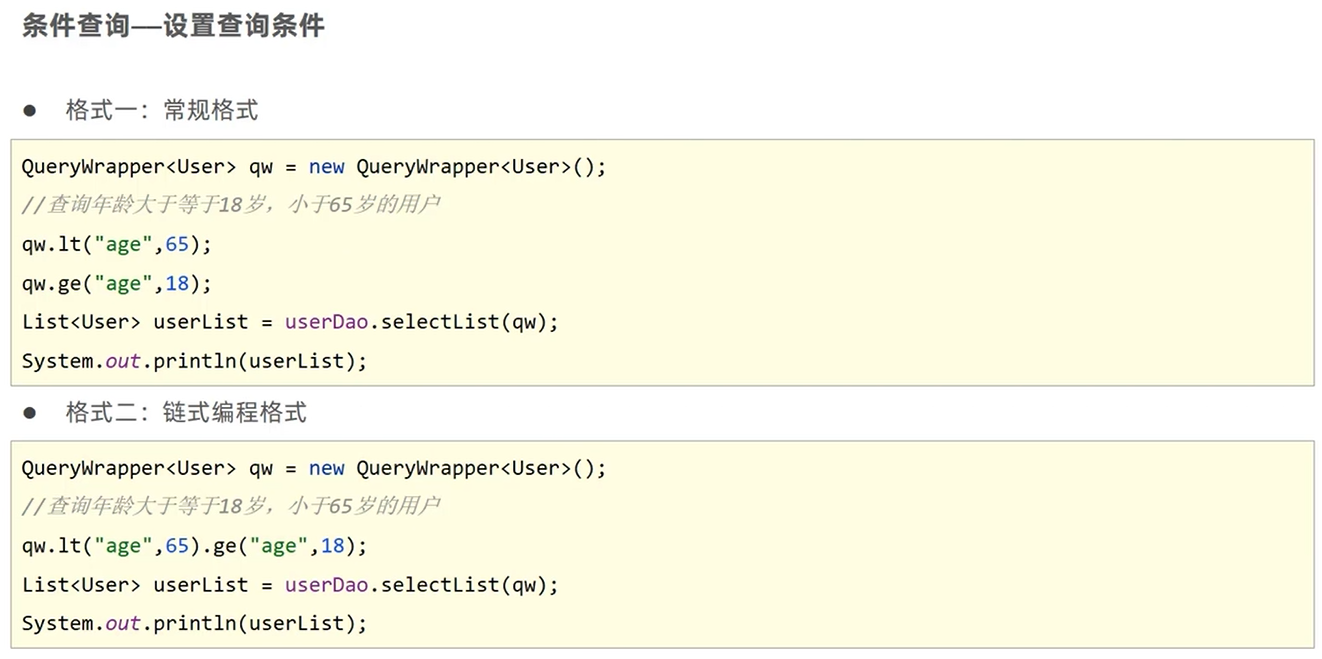 条件查询——设置查询条件
● 格式一：常规格式
QueryWrapper<User> qw = new QueryWrapper<User>();
//查询年龄大于等于18岁，小于65岁的用户
qw.lt("age",65);
qw.ge("age",18);
List<User> userList = userDao.selectList(qw);
System.out.println(userList);
● 格式二：链式编程格式
QueryWrapper<User> qw = new QueryWrapper<User>();
//查询年龄大于等于18岁，小于65岁的用户
qw.lt("age",65).ge("age",18);
List<User> userList = userDao.selectList(qw);
System.out.println(userList);